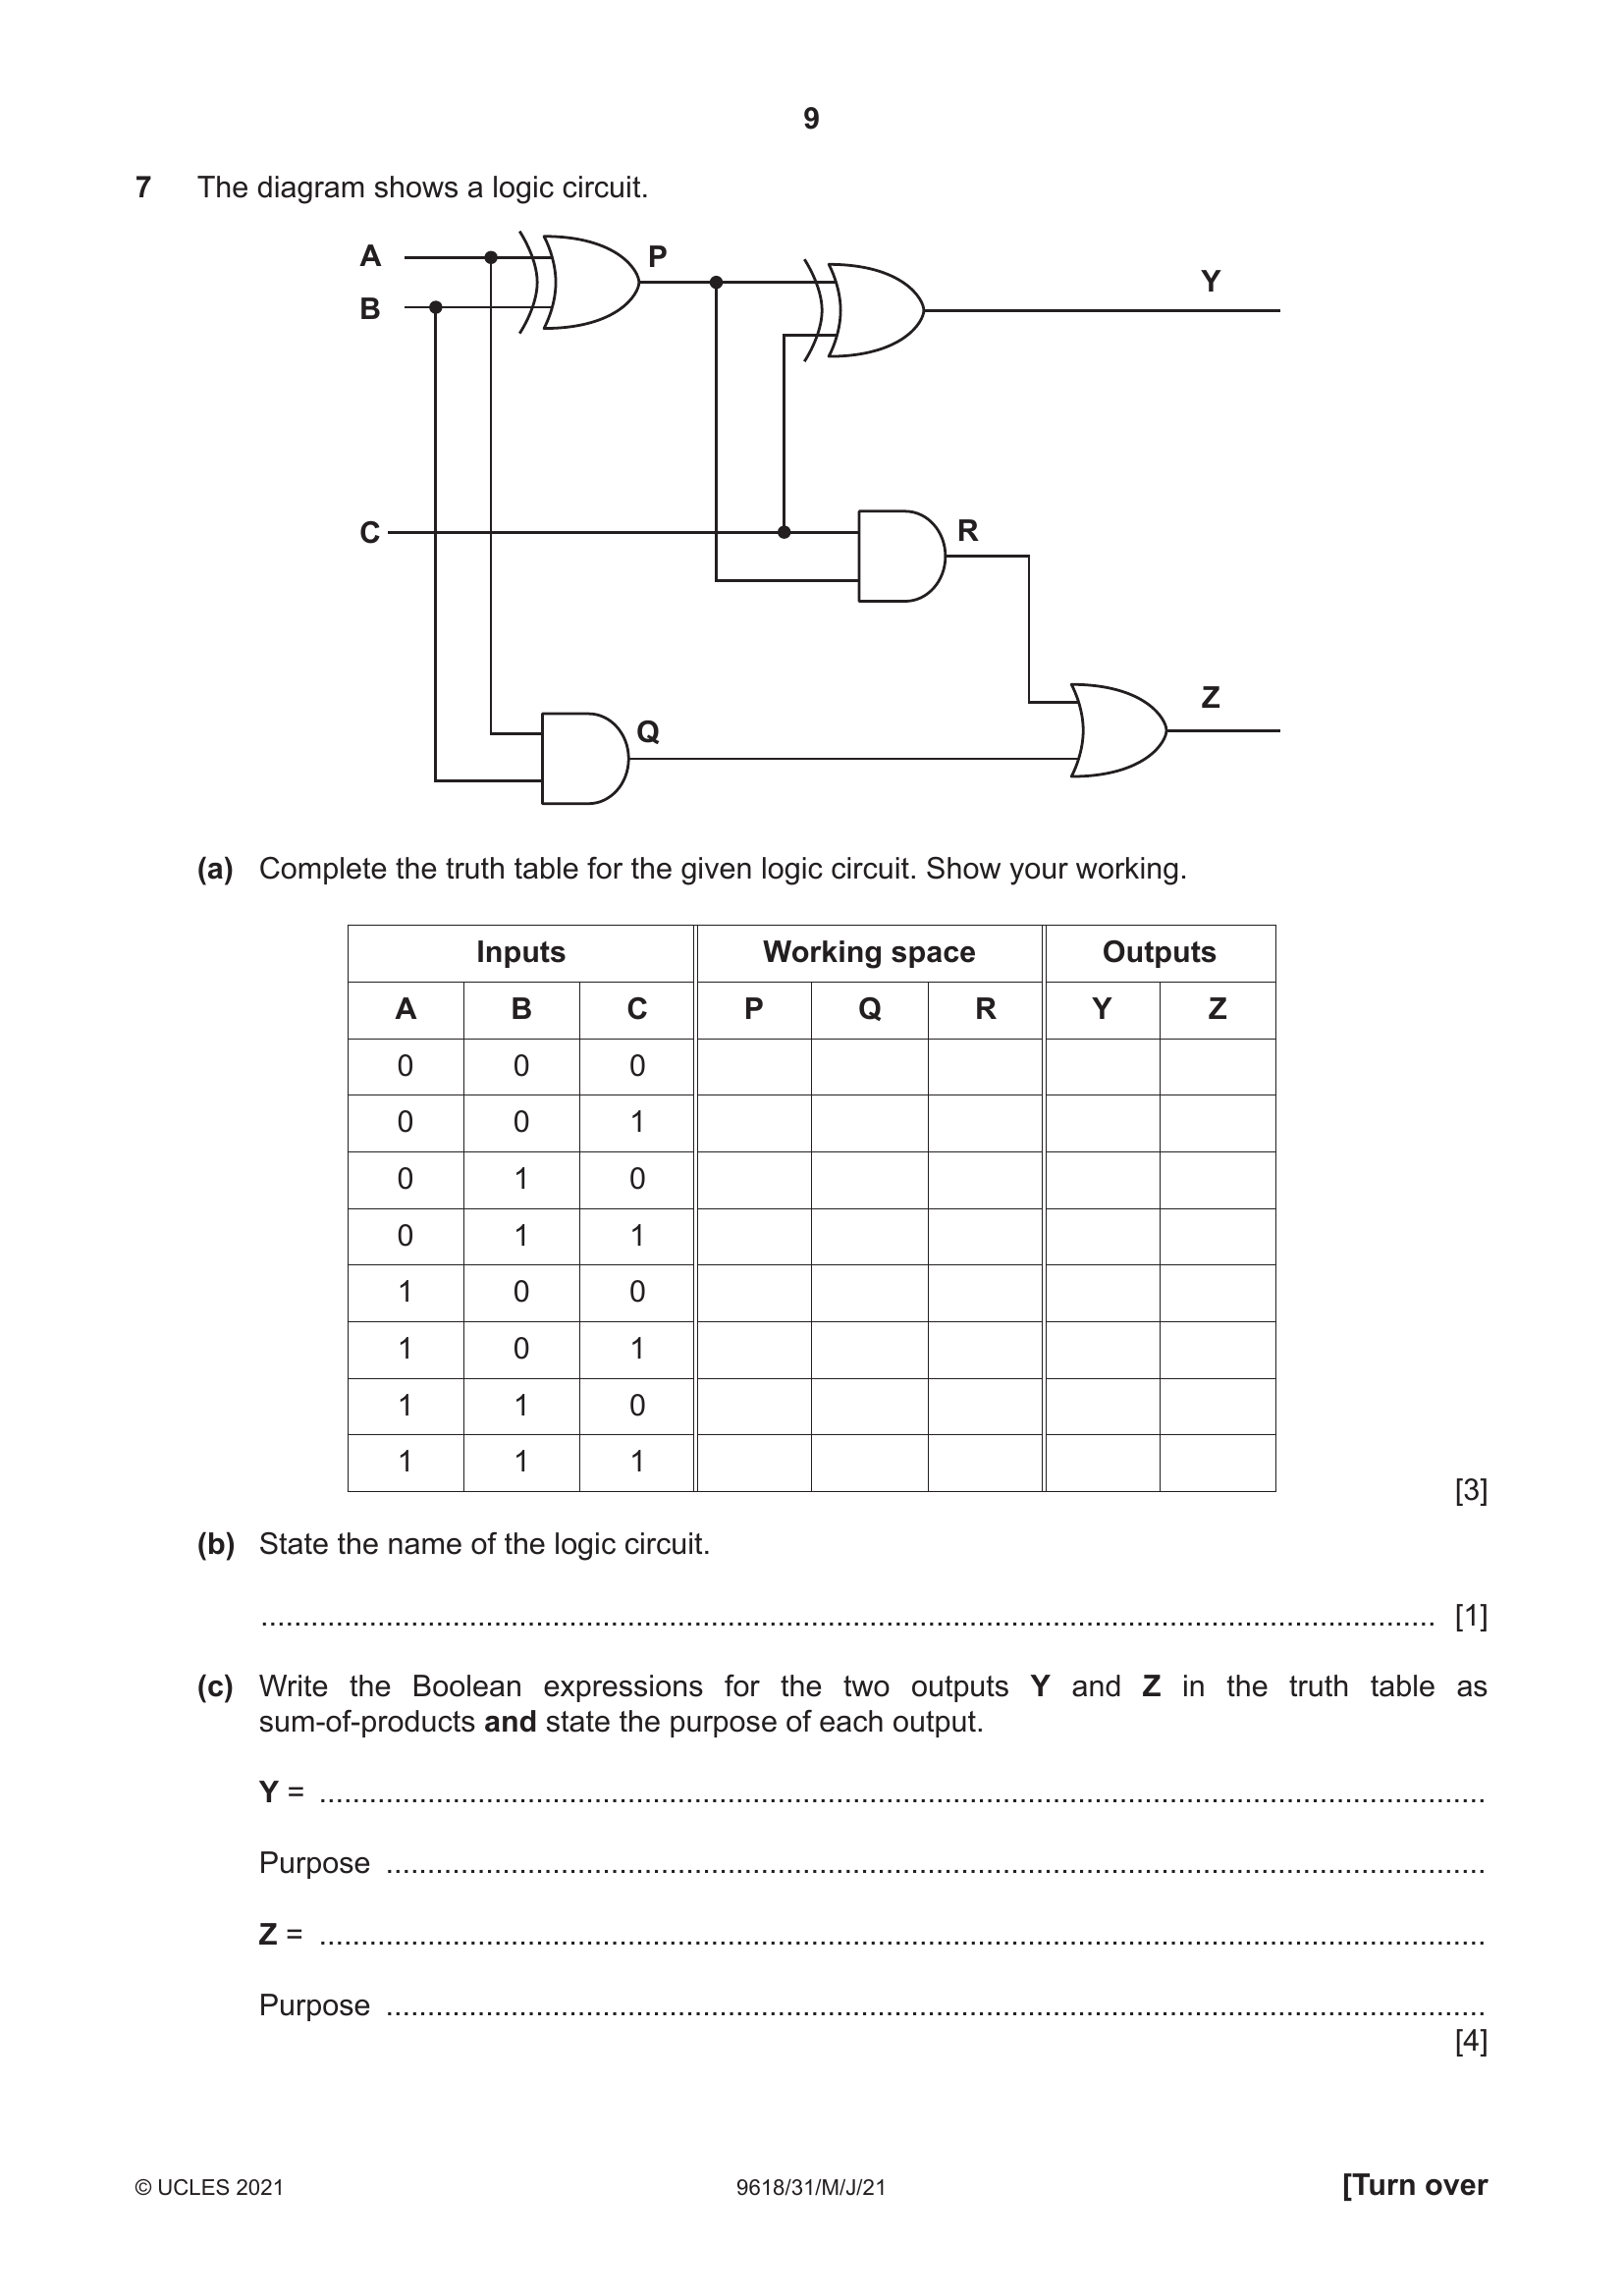 9
7 The diagram shows a logic circuit.
A
P
Y
B
C
R
Z
Q
(a) Complete the truth table for the given logic circuit. Show your working.
Inputs Working space Outputs
A B C P Q R Y Z
0 0 0
0 0 1
0 1 0
0 1 1
1 0 0
1 0 1
1 1 0
1 1 1
[3]
(b) State the name of the logic circuit.
.......................................................................................................................................... [1]
(c) Write the Boolean expressions for the two outputs Y and Z in the truth table as
sum-of-products and state the purpose of each output.
Y = ..........................................................................................................................................
Purpose ..................................................................................................................................
Z = ..........................................................................................................................................
Purpose ..................................................................................................................................
[4]
© UCLES 2021 9618/31/M/J/21 [Turn over